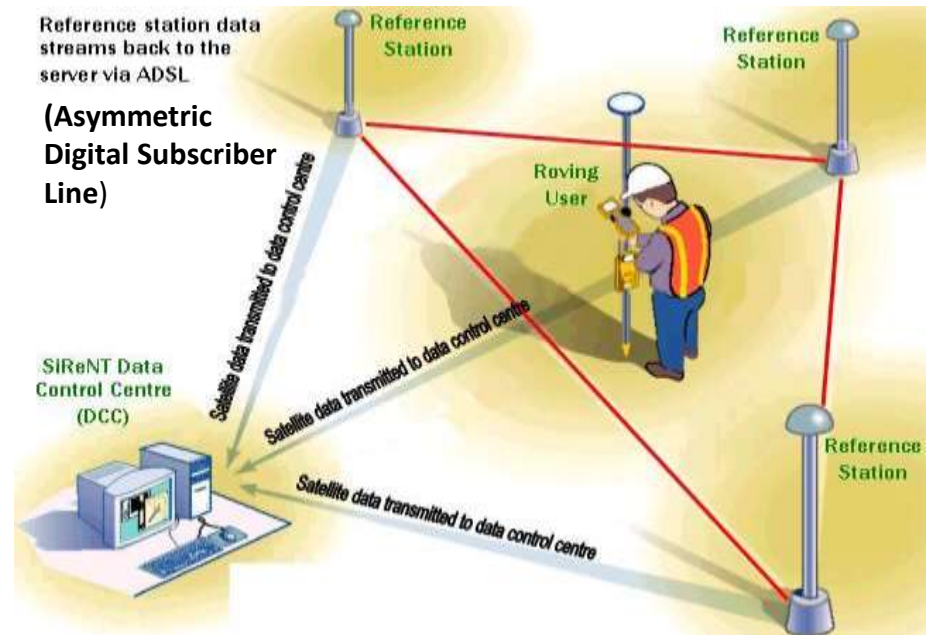 Reference station data
streams back to the
server via ADSL
(Asymmetric
Digital Subscriber
Line)
Reference
Station
Reference
Station
Roving
User
Satellite data transmitted to data control centre
Satellite data transmitted to data control centre
SiReNT Data
Control Centre
(DCC)
Reference
Station
Satellite data transmitted to data control centre